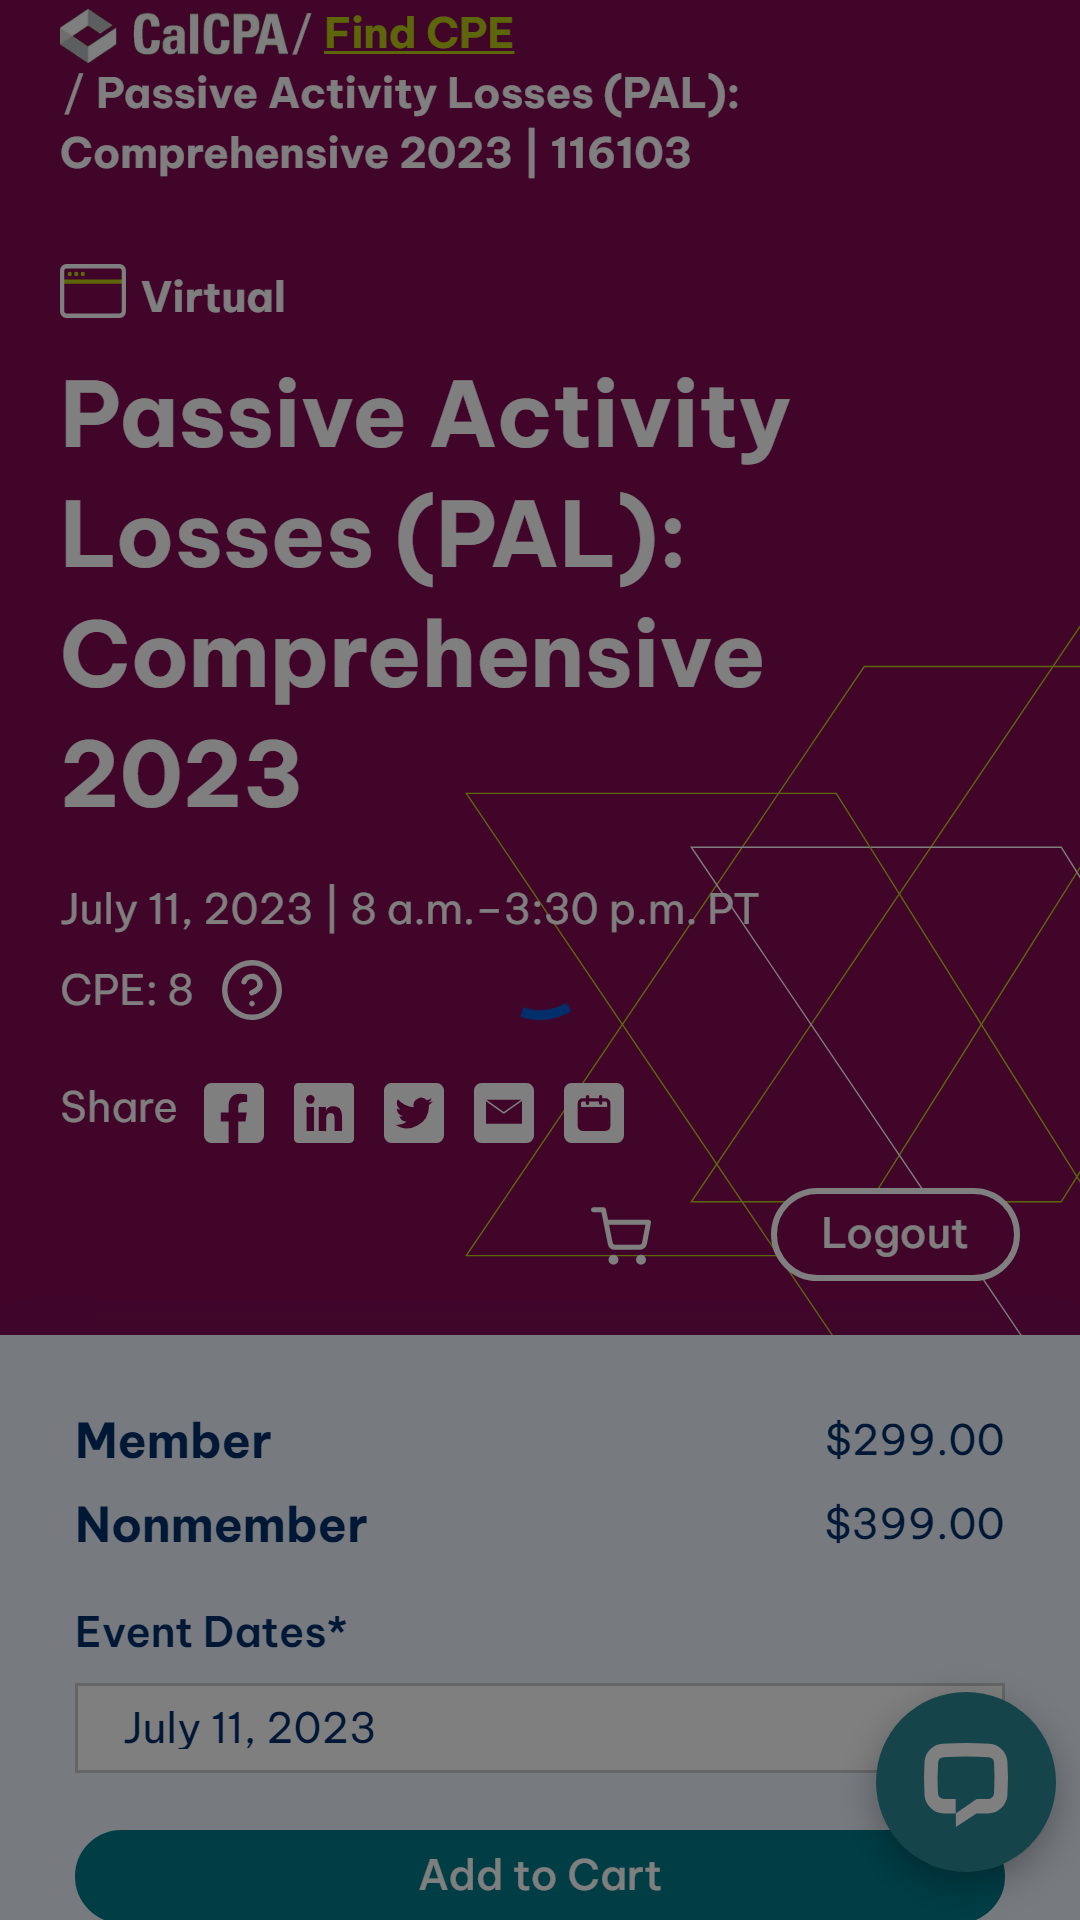 CalCPA / Find CPE
/ Passive Activity Losses (PAL):
Comprehensive 2023 | 116103
Virtual
Passive Activity
Losses (PAL):
Comprehensive
2023
July 11, 2023 | 8 a.m.–3:30 p.m. PT
CPE: 8 ?
Share
Logout
Member $299.00
Nonmember $399.00
Event Dates*
July 11, 2023
Add to Cart